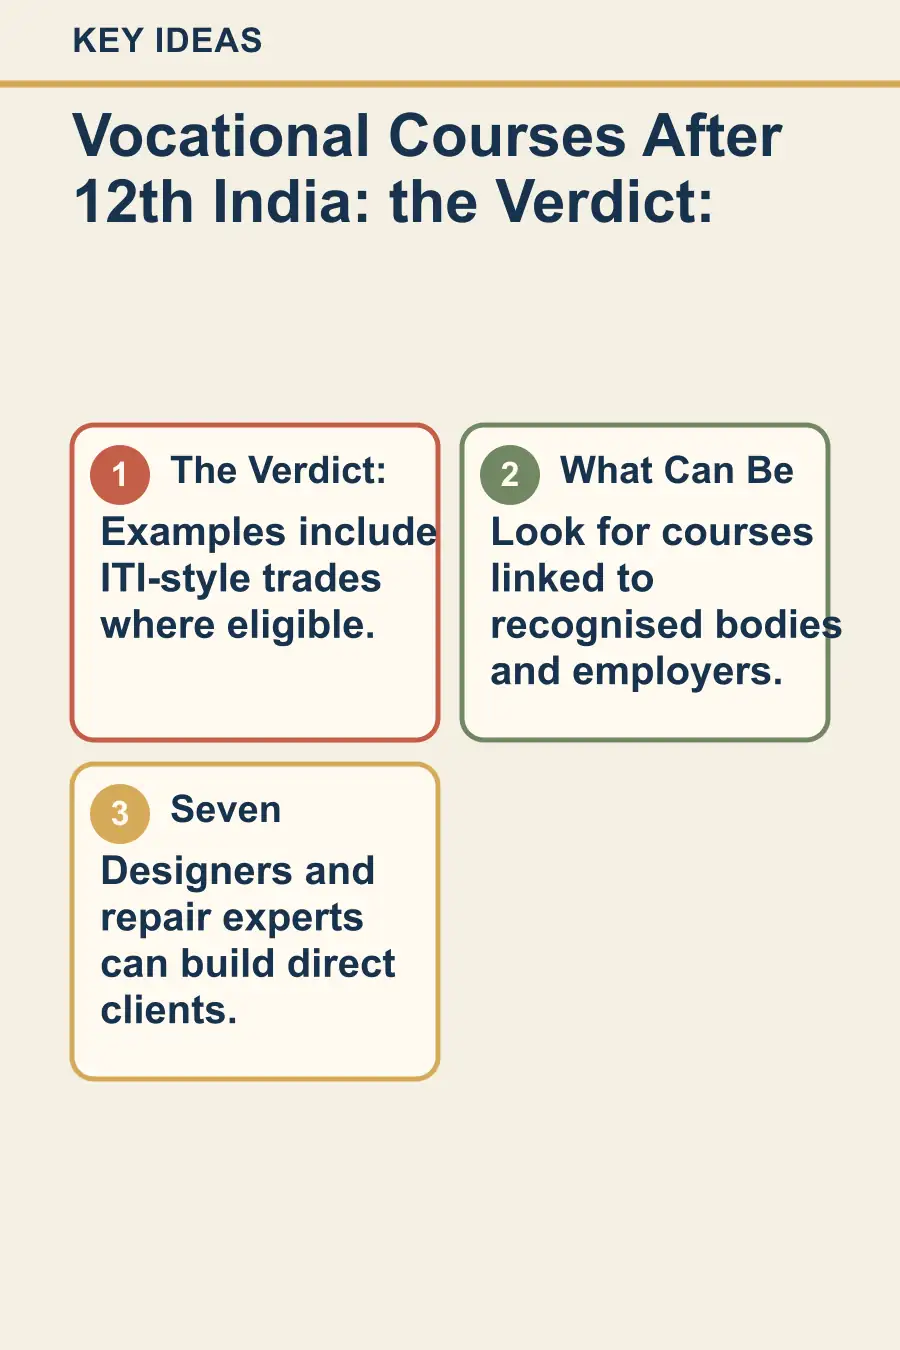 KEY IDEAS
Vocational Courses After
12th India: the Verdict:
1 The Verdict:
Examples include
ITI-style trades
where eligible.
2 What Can Be
Look for courses
linked to
recognised bodies
and employers.
3 Seven
Designers and
repair experts
can build direct
clients.